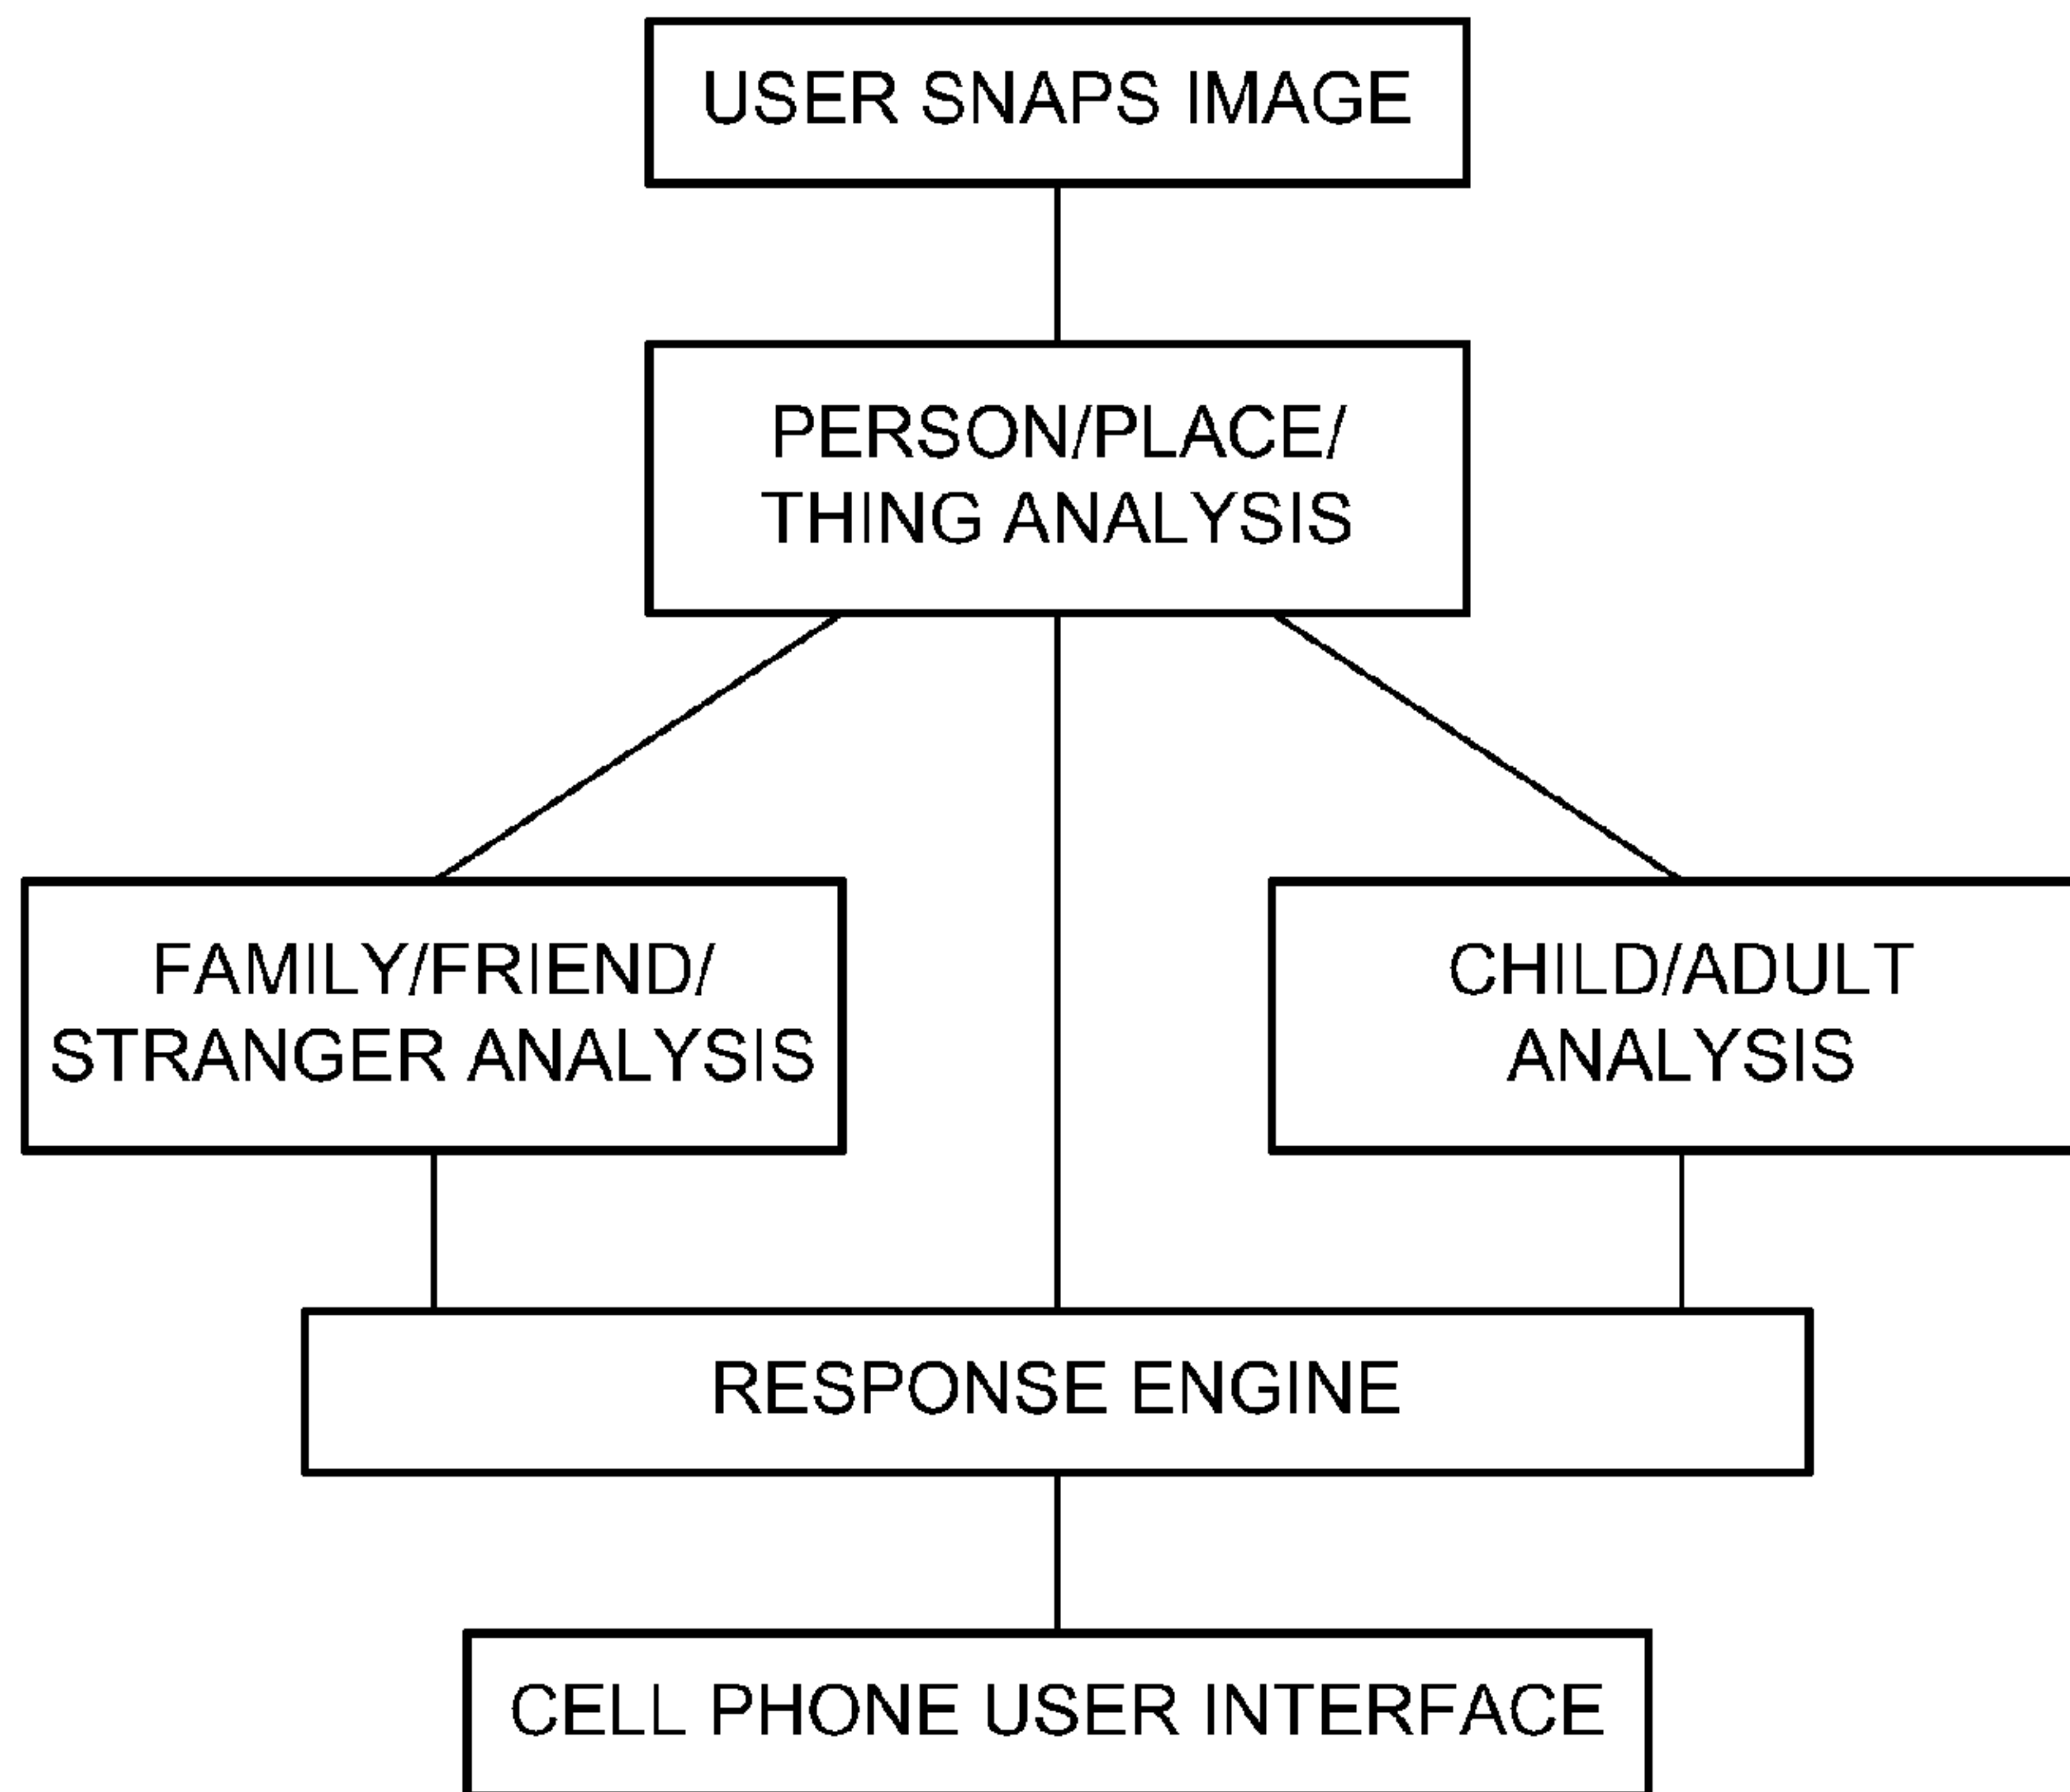 USER SNAPS IMAGE
PERSON/PLACE/
THING ANALYSIS
FAMILY/FRIEND/
STRANGER ANALYSIS
CHILD/ADULT
ANALYSIS
RESPONSE ENGINE
CELL PHONE USER INTERFACE